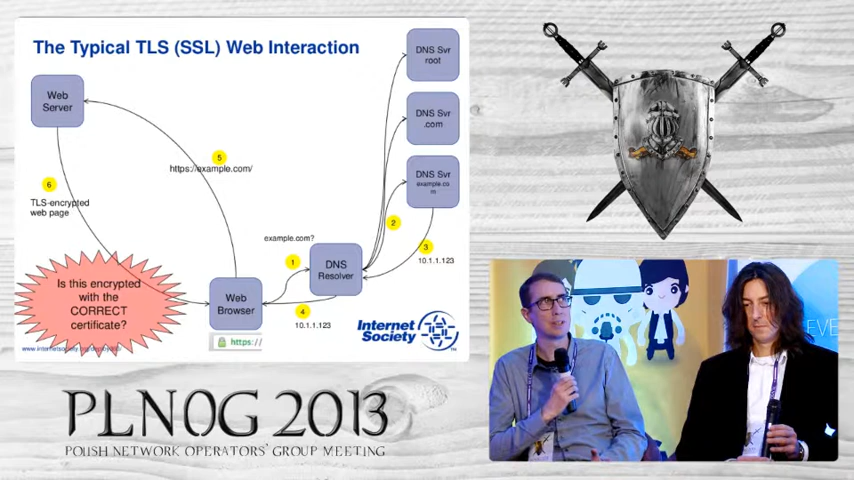 The Typical TLS (SSL) Web Interaction
Web
Server
DNS Svr
root
DNS Svr
.com
DNS Svr
example.co
m
5
https://example.com/
6
TLS-encrypted
web page
example.com?
1
2
3
10.1.1.123
DNS
Resolver
4
10.1.1.123
Web
Browser
https://
Is this encrypted
with the
CORRECT
certificate?
Internet
Society
TM
PLNOG 2013
POLISH NETWORK OPERATORS' GROUP MEETING
EVE